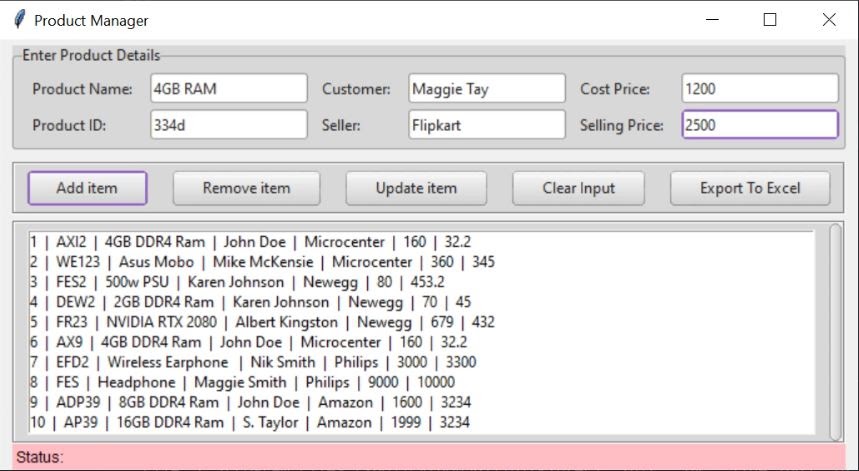 Product Manager
Enter Product Details
Product Name: 4GB RAM Customer: Maggie Tay Cost Price: 1200
Product ID: 334d Seller: Flipkart Selling Price: 2500
Add item Remove item Update item Clear Input Export To Excel
1 | AXI2 | 4GB DDR4 Ram | John Doe | Microcenter | 160 | 32.2
2 | WE123 | Asus Mobo | Mike McKensie | Microcenter | 360 | 345
3 | FES2 | 500w PSU | Karen Johnson | Newegg | 80 | 453.2
4 | DEW2 | 2GB DDR4 Ram | Karen Johnson | Newegg | 70 | 45
5 | FR23 | NVIDIA RTX 2080 | Albert Kingston | Newegg | 679 | 432
6 | AX9 | 4GB DDR4 Ram | John Doe | Microcenter | 160 | 32.2
7 | EFD2 | Wireless Earphone | Nik Smith | Philips | 3000 | 3300
8 | FES | Headphone | Maggie Smith | Philips | 9000 | 10000
9 | ADP39 | 8GB DDR4 Ram | John Doe | Amazon | 1600 | 3234
10 | AP39 | 16GB DDR4 Ram | S. Taylor | Amazon | 1999 | 3234
Status: